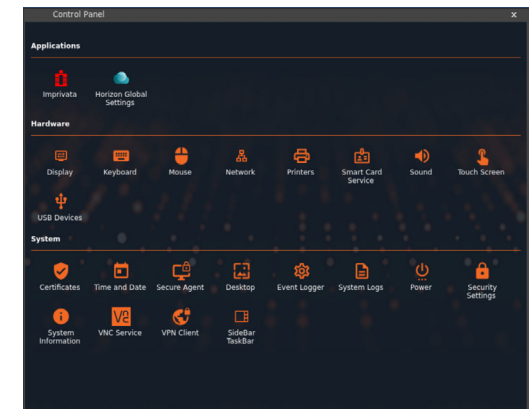 Control Panel x
Applications
Imprivata Horizon Global
Settings
Hardware
Display Keyboard Mouse Network Printers Smart Card
Service Sound Touch Screen
USB Devices
System
Certificates Time and Date Secure Agent Desktop Event Logger System Logs Power Security
Settings
System
Information VNC Service VPN Client SideBar
TaskBar